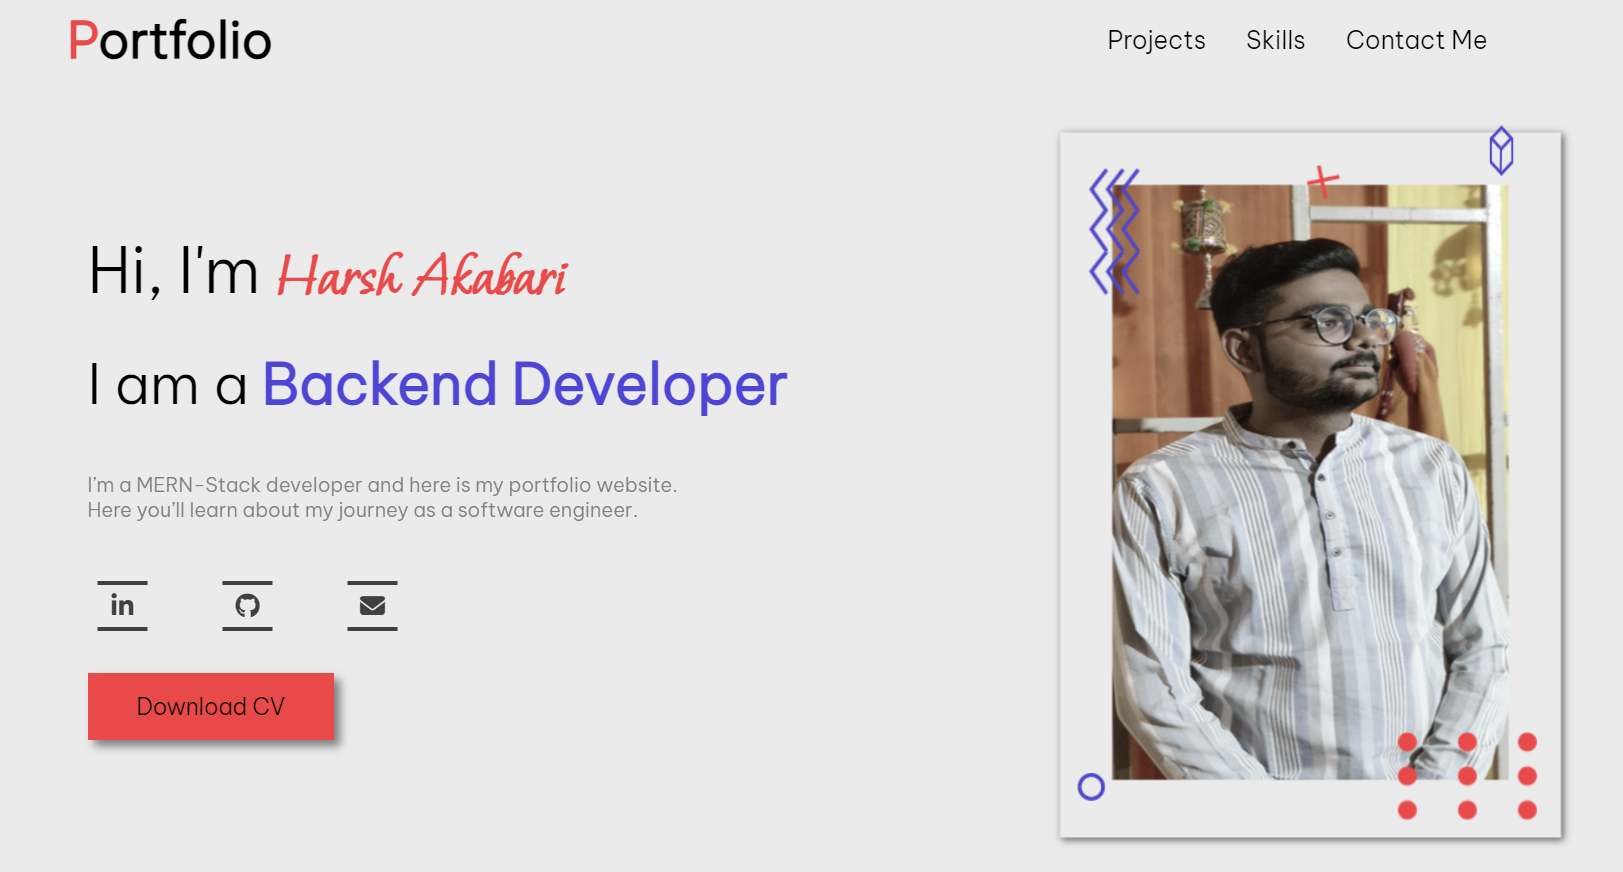 Portfolio
Projects Skills Contact Me
Hi, I'm Harsh Akabari
I am a Backend Developer
I’m a MERN-Stack developer and here is my portfolio website.
Here you’ll learn about my journey as a software engineer.
in
Download CV